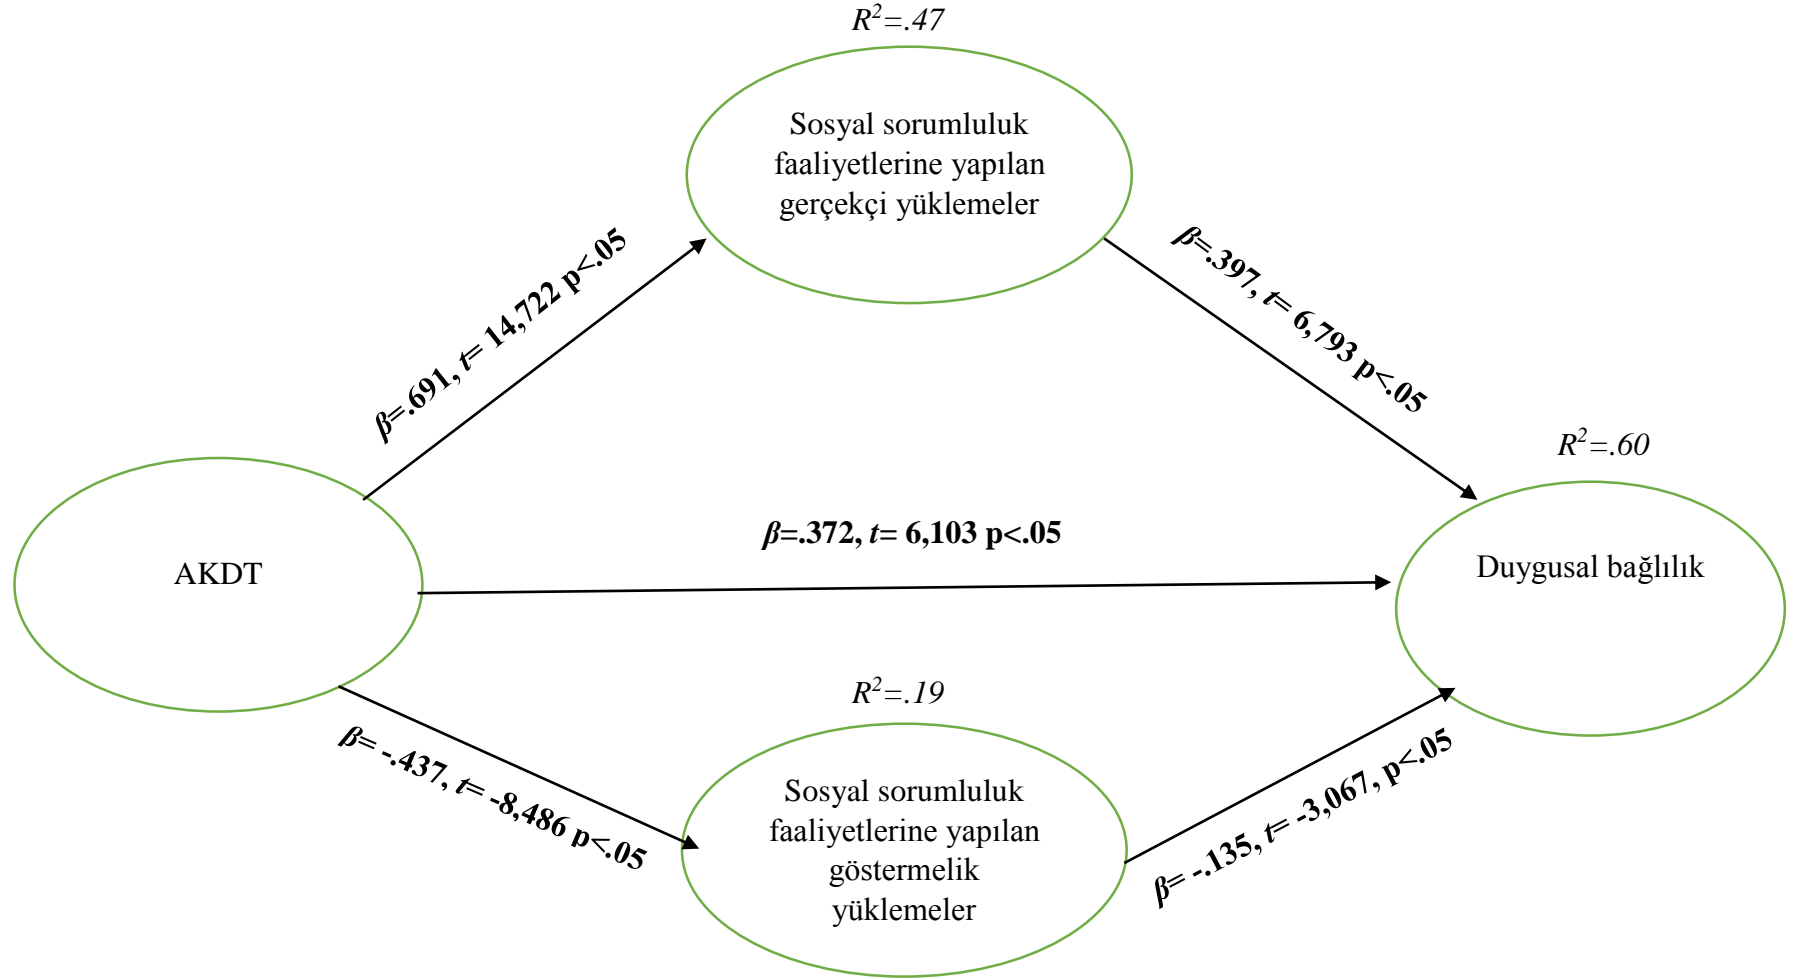 R²=.47
Sosyal sorumluluk
faaliyetlerine yapılan
gerçekçi yüklemeler
β=.691, t= 14,722 p<.05
β=.397, t= 6,793 p<.05
R²=.60
β=.372, t= 6,103 p<.05
AKDT
Duygusal bağlılık
R²=.19
β= -.437, t= -8,486 p<.05
Sosyal sorumluluk
faaliyetlerine yapılan
göstermelik
yüklemeler
β= -.135, t= -3,067, p<.05